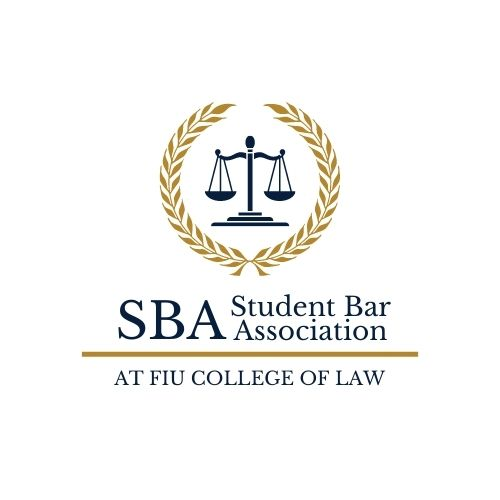 SBA Student Bar
Association
AT FIU COLLEGE OF LAW